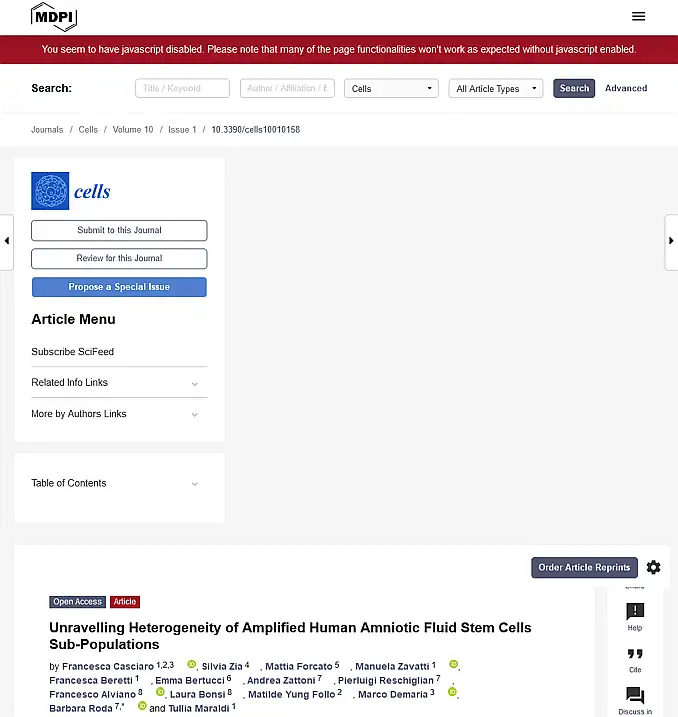 MDPI
You seem to have javascript disabled. Please note that many of the page functionalities won't work as expected without javascript enabled.
Search:
Title / Keyword
Author / Affiliation / E
Cells
All Article Types
Search
Advanced
Journals / Cells / Volume 10 / Issue 1 / 10.3390/cells10010158
cells
Submit to this Journal
Review for this Journal
Propose a Special Issue
Article Menu
Subscribe SciFeed
Related Info Links
More by Authors Links
Table of Contents
Order Article Reprints
Open Access Article
Unravelling Heterogeneity of Amplified Human Amniotic Fluid Stem Cells
Sub-Populations
by Francesca Casciaro 1,2,3 , Silvia Zia 4 , Mattia Forcato 5 , Manuela Zavatti 1 ,
Francesca Beretti 1 , Emma Bertucci 6 , Andrea Zattoni 7 , Pierluigi Reschiglian 7 ,
Francesco Alviano 8 , Laura Bonsi 8 , Matilde Yung Follo 2 , Marco Demaria 3 ,
Barbara Roda 7,* and Tullia Maraldi 1
Help
Cite
Discuss in